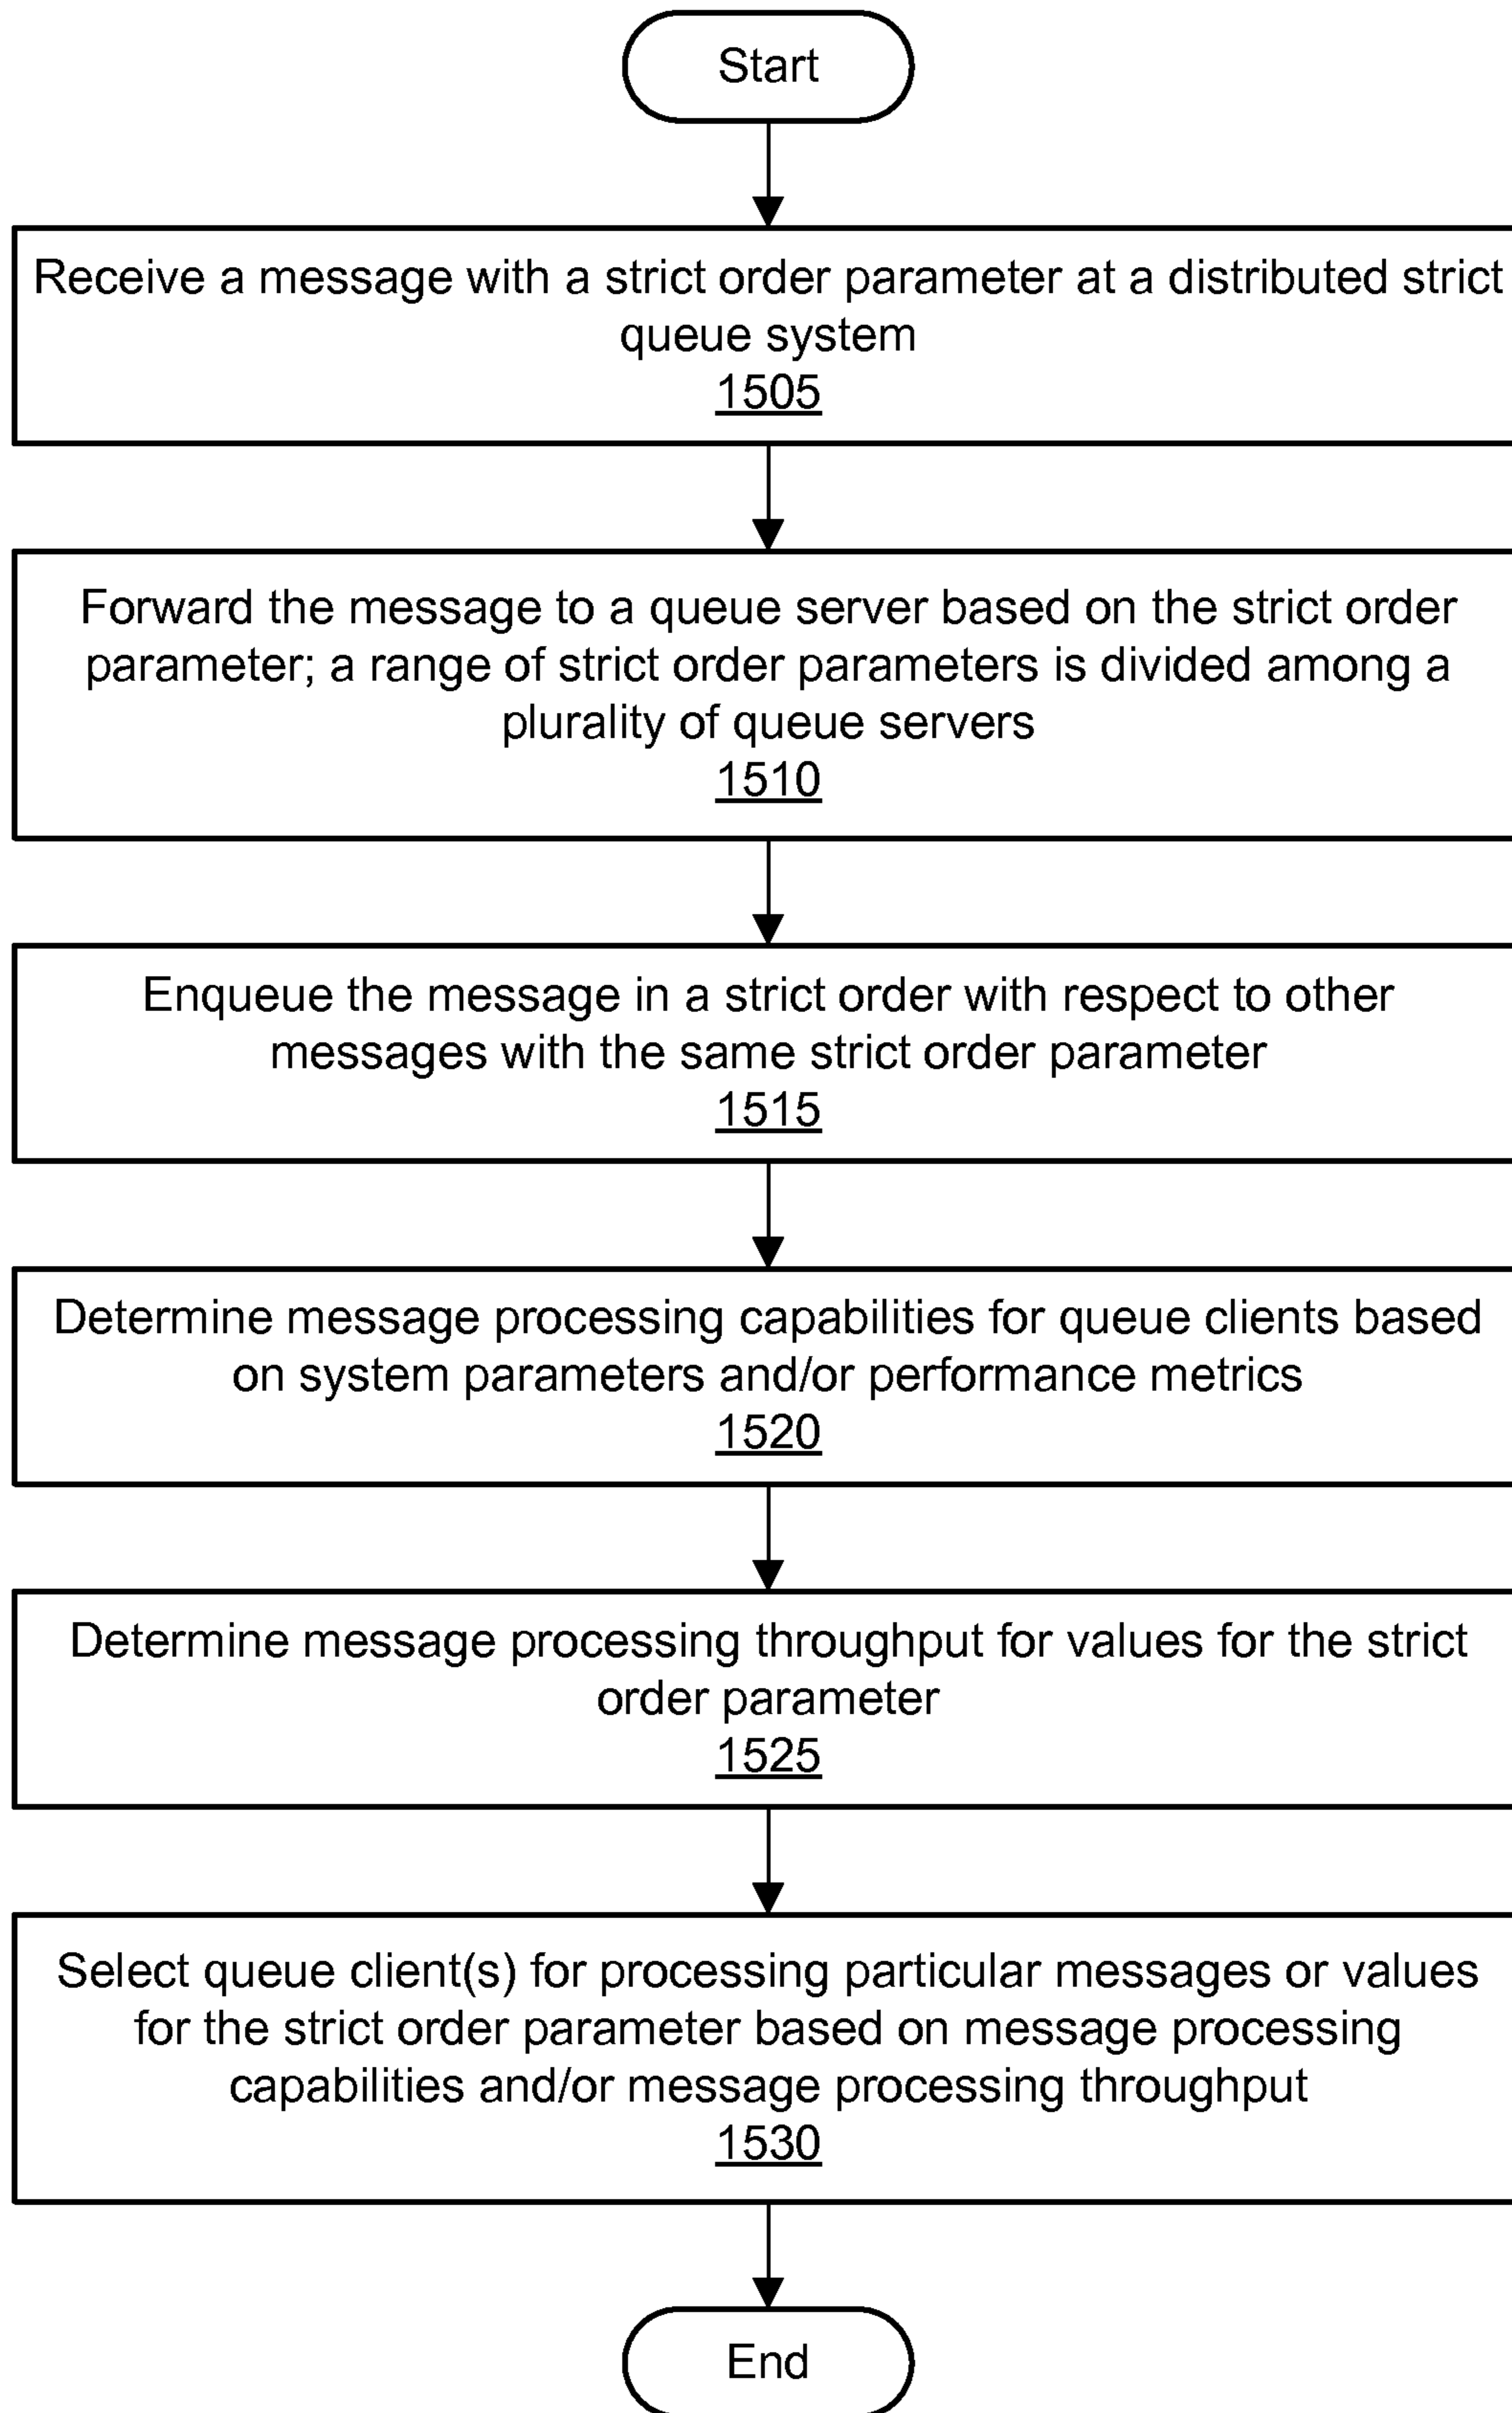 Start
Receive a message with a strict order parameter at a distributed strict
queue system
1505
Forward the message to a queue server based on the strict order
parameter; a range of strict order parameters is divided among a
plurality of queue servers
1510
Enqueue the message in a strict order with respect to other
messages with the same strict order parameter
1515
Determine message processing capabilities for queue clients based
on system parameters and/or performance metrics
1520
Determine message processing throughput for values for the strict
order parameter
1525
Select queue client(s) for processing particular messages or values
for the strict order parameter based on message processing
capabilities and/or message processing throughput
1530
End